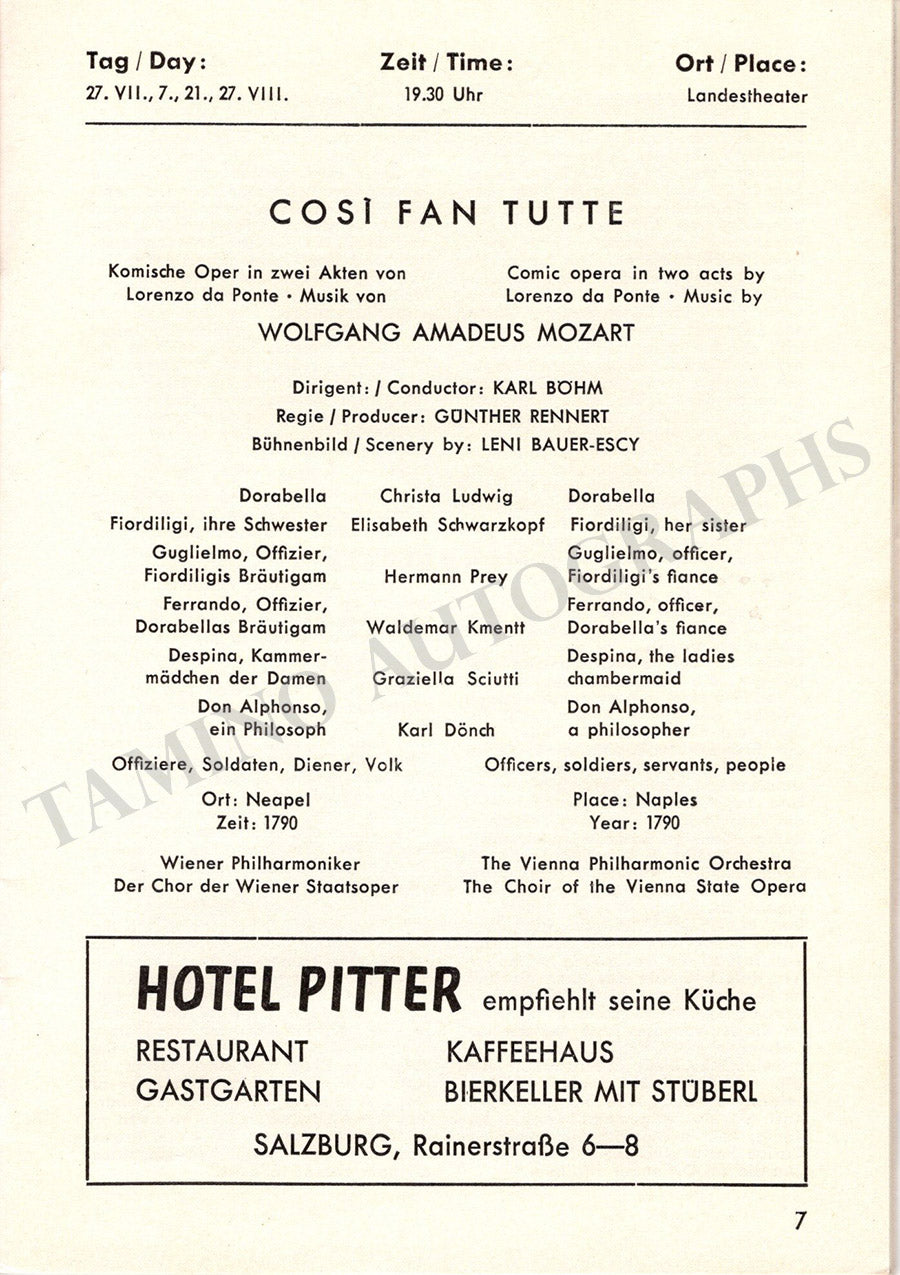 Tag / Day: Zeit / Time: Ort / Place:
27. VII., 7., 21., 27. VIII. 19.30 Uhr Landestheater
COSÌ FAN TUTTE
Komische Oper in zwei Akten von Comic opera in two acts by
Lorenzo da Ponte • Musik von Lorenzo da Ponte • Music by
WOLFGANG AMADEUS MOZART
Dirigent: / Conductor: KARL BÖHM
Regie / Producer: GÜNTHER RENNERT
Bühnenbild / Scenery by: LENI BAUER-ESCY
Dorabella Christa Ludwig Dorabella
Fiordiligi, ihre Schwester Elisabeth Schwarzkopf Fiordiligi, her sister
Guglielmo, Offizier, Guglielmo, officer,
Fiordiligis Bräutigam Hermann Prey Fiordiligi's fiance
Ferrando, Offizier, Ferrando, officer,
Dorabellas Bräutigam Waldemar Kmentt Dorabella's fiance
Despina, Kammer- Despina, the ladies
mädchen der Damen Graziella Sciutti chambermaid
Don Alphonso, Don Alphonso,
ein Philosoph Karl Dönch a philosopher
Offiziere, Soldaten, Diener, Volk Officers, soldiers, servants, people
Ort: Neapel Place: Naples
Zeit: 1790 Year: 1790
Wiener Philharmoniker The Vienna Philharmonic Orchestra
Der Chor der Wiener Staatsoper The Choir of the Vienna State Opera
HOTEL PITTER empfiehlt seine Küche
RESTAURANT KAFFEEHAUS
GASTGARTEN BIERKELLER MIT STÜBERL
SALZBURG, Rainerstraße 6—8
7
TAMINO AUTOGRAPHS